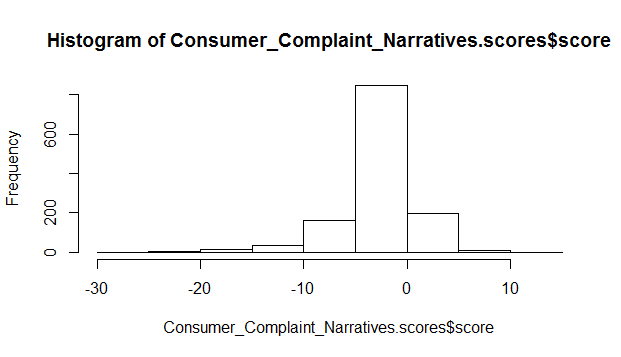 Histogram of Consumer_Complaint_Narratives.scores$score
Frequency
600
200
0
-30 -20 -10 0 10
Consumer_Complaint_Narratives.scores$score